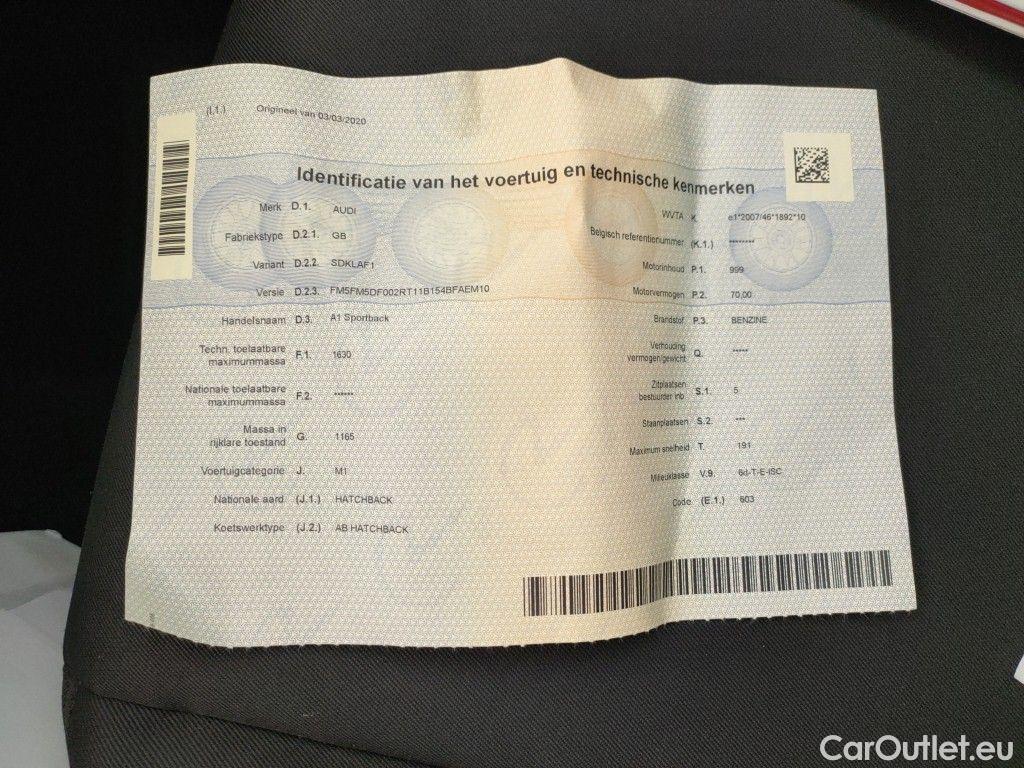 (I.1.) Origineel van 03/03/2020
Identificatie van het voertuig en technische kenmerken
Merk D.1. AUDI
Fabriekstype D.2.1. GB
Variant D.2.2. SDKLAF1
Versie D.2.3. FM5FM5DF002RT11B154BFAEM10
Handelsnaam D.3. A1 Sportback
Techn. toelaatbare
maximummassa F.1. 1630
Nationale toelaatbare
maximummassa F.2. ******
Massa in
rijklare toestand G. 1165
Voertuigcategorie J. M1
Nationale aard (J.1.) HATCHBACK
Koetswerktype (J.2.) AB HATCHBACK
WVTA K. e1*2007/46*1892*10
Belgisch referentienummer (K.1.) ********
Motorinhoud P.1. 999
Motorvermogen P.2. 70,00
Brandstof P.3. BENZINE
Verhouding
vermogen/gewicht Q. *****
Zitplaatsen
bestuurder inb. S.1. 5
Staanplaatsen S.2. ***
Maximum snelheid T. 191
Milieuklasse V.9. 6d-T-E-ISC
Code (E.1.) 603
CarOutlet.eu